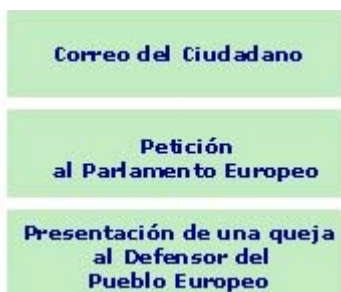 Correo del Ciudadano
Petición
al Parlamento Europeo
Presentación de una queja
al Defensor del
Pueblo Europeo